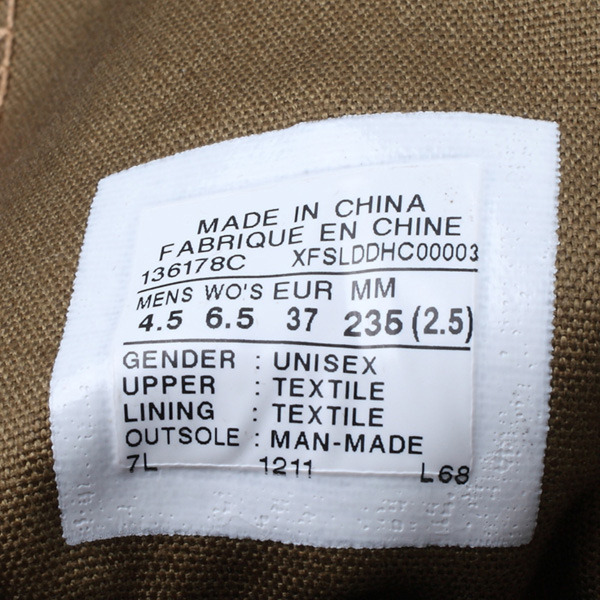 MADE IN CHINA
FABRIQUE EN CHINE
136178C XFSLDDHC00003
MENS WO'S EUR MM
4.5 6.5 37 235 (2.5)
GENDER : UNISEX
UPPER : TEXTILE
LINING : TEXTILE
OUTSOLE : MAN-MADE
7L 1211 L68